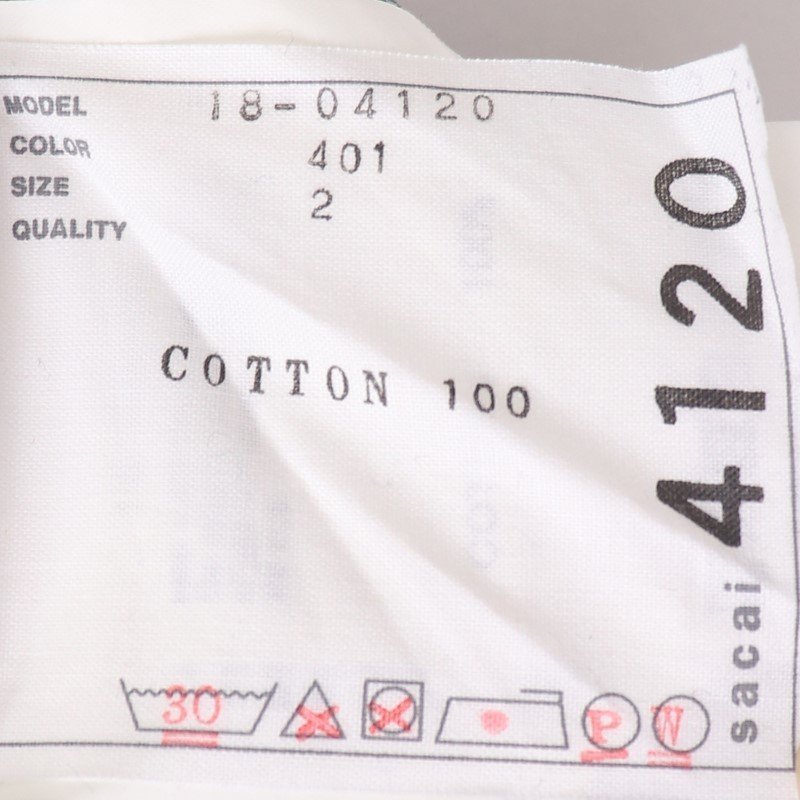 MODEL 18-04120
COLOR 401
SIZE 2
QUALITY
COTTON 100
30
P
W
sacai 4120